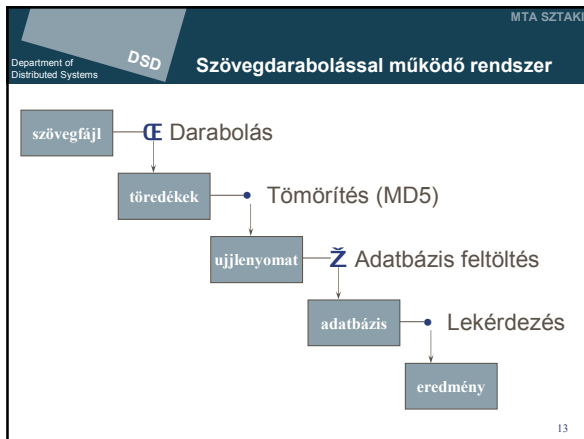 MTA SZTAKI
Department of
Distributed Systems
DSD
Szövegdarabolással működő rendszer
szövegfájl
Œ Darabolás
töredékek
• Tömörítés (MD5)
ujjlenyomat
Ž Adatbázis feltöltés
adatbázis
• Lekérdezés
eredmény
13